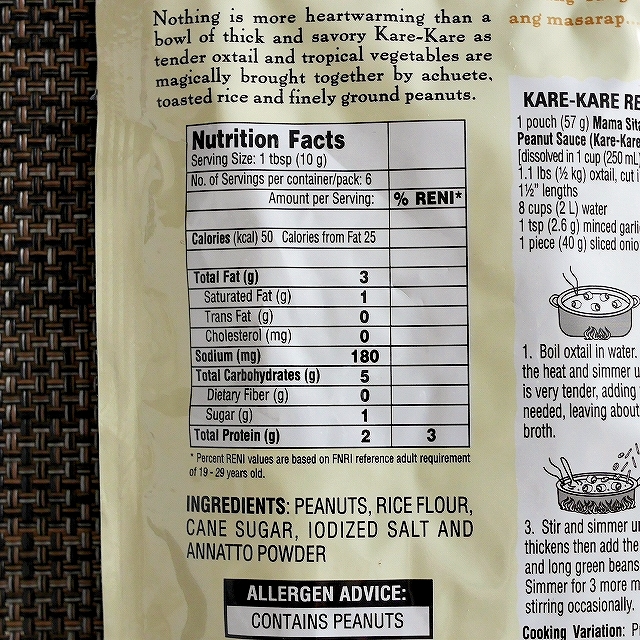 Nothing is more heartwarming than a
bowl of thick and savory Kare-Kare as
tender oxtail and tropical vegetables are
magically brought together by achuete,
toasted rice and finely ground peanuts.
Nutrition Facts
Serving Size: 1 tbsp (10 g)
No. of Servings per container/pack: 6
Amount per Serving: % RENI*
Calories (kcal) 50 Calories from Fat 25
Total Fat (g) 3
Saturated Fat (g) 1
Trans Fat (g) 0
Cholesterol (mg) 0
Sodium (mg) 180
Total Carbohydrates (g) 5
Dietary Fiber (g) 0
Sugar (g) 1
Total Protein (g) 2 3
* Percent RENI values are based on FNRI reference adult requirement
of 19 - 29 years old.
INGREDIENTS: PEANUTS, RICE FLOUR,
CANE SUGAR, IODIZED SALT AND
ANNATTO POWDER
ALLERGEN ADVICE:
CONTAINS PEANUTS
ang masarap...
KARE-KARE RE
1 pouch (57 g) Mama Sita
Peanut Sauce (Kare-Kare
[dissolved in 1 cup (250 mL)
1.1 lbs (½ kg) oxtail, cut i
1½" lengths
8 cups (2 L) water
1 tsp (2.6 g) minced garli
1 piece (40 g) sliced onio
1. Boil oxtail in water.
the heat and simmer u
is very tender, adding
needed, leaving about
broth.
3. Stir and simmer un
thickens then add the
and long green beans
Simmer for 3 more m
stirring occasionally.
Cooking Variation: P